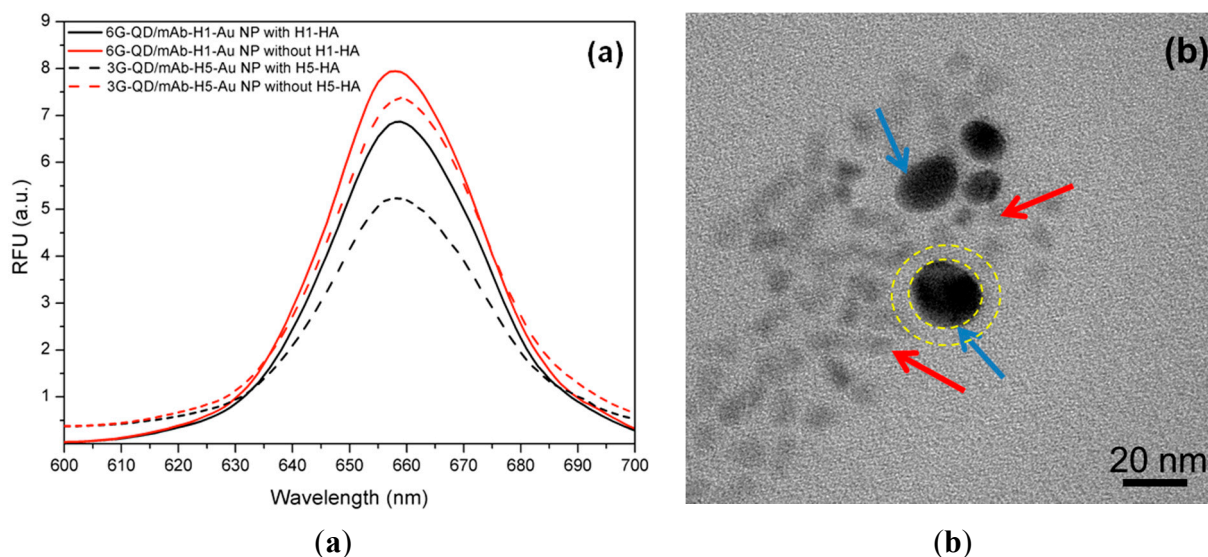 9
8
7
6
5
4
3
2
1
RFU (a.u.)
6G-QD/mAb-H1-Au NP with H1-HA
6G-QD/mAb-H1-Au NP without H1-HA
3G-QD/mAb-H5-Au NP with H5-HA
3G-QD/mAb-H5-Au NP without H5-HA
(a)
600 610 620 630 640 650 660 670 680 690 700
Wavelength (nm)
(a)
(b)
20 nm
(b)